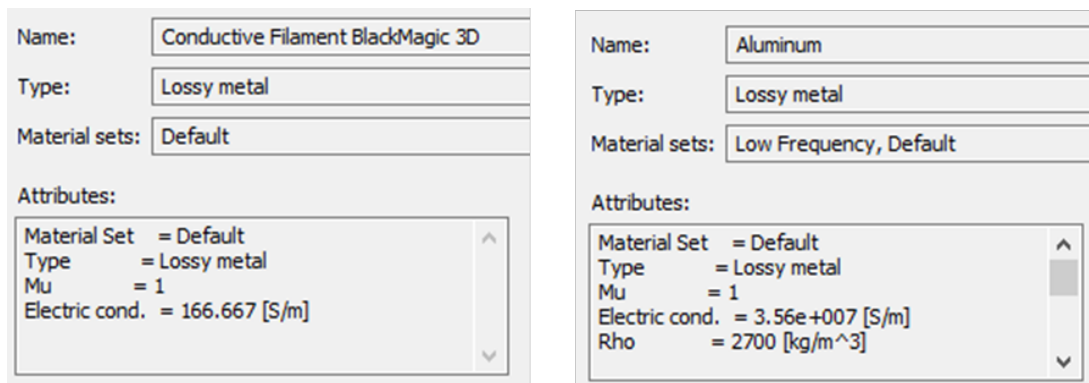 Name: Conductive Filament BlackMagic 3D
Type: Lossy metal
Material sets: Default
Attributes:
Material Set = Default
Type = Lossy metal
Mu = 1
Electric cond. = 166.667 [S/m]
Name: Aluminum
Type: Lossy metal
Material sets: Low Frequency, Default
Attributes:
Material Set = Default
Type = Lossy metal
Mu = 1
Electric cond. = 3.56e+007 [S/m]
Rho = 2700 [kg/m^3]